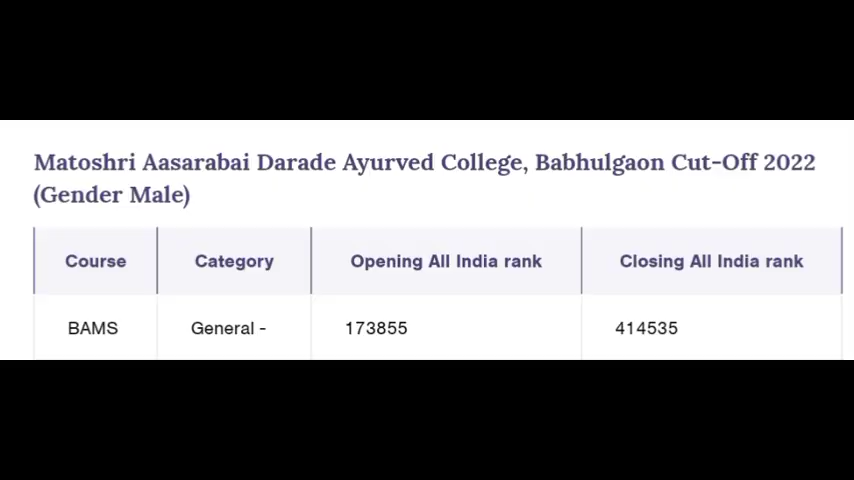 Matoshri Aasarabai Darade Ayurved College, Babhulgaon Cut-Off 2022
(Gender Male)
Course Category Opening All India rank Closing All India rank
BAMS General - 173855 414535